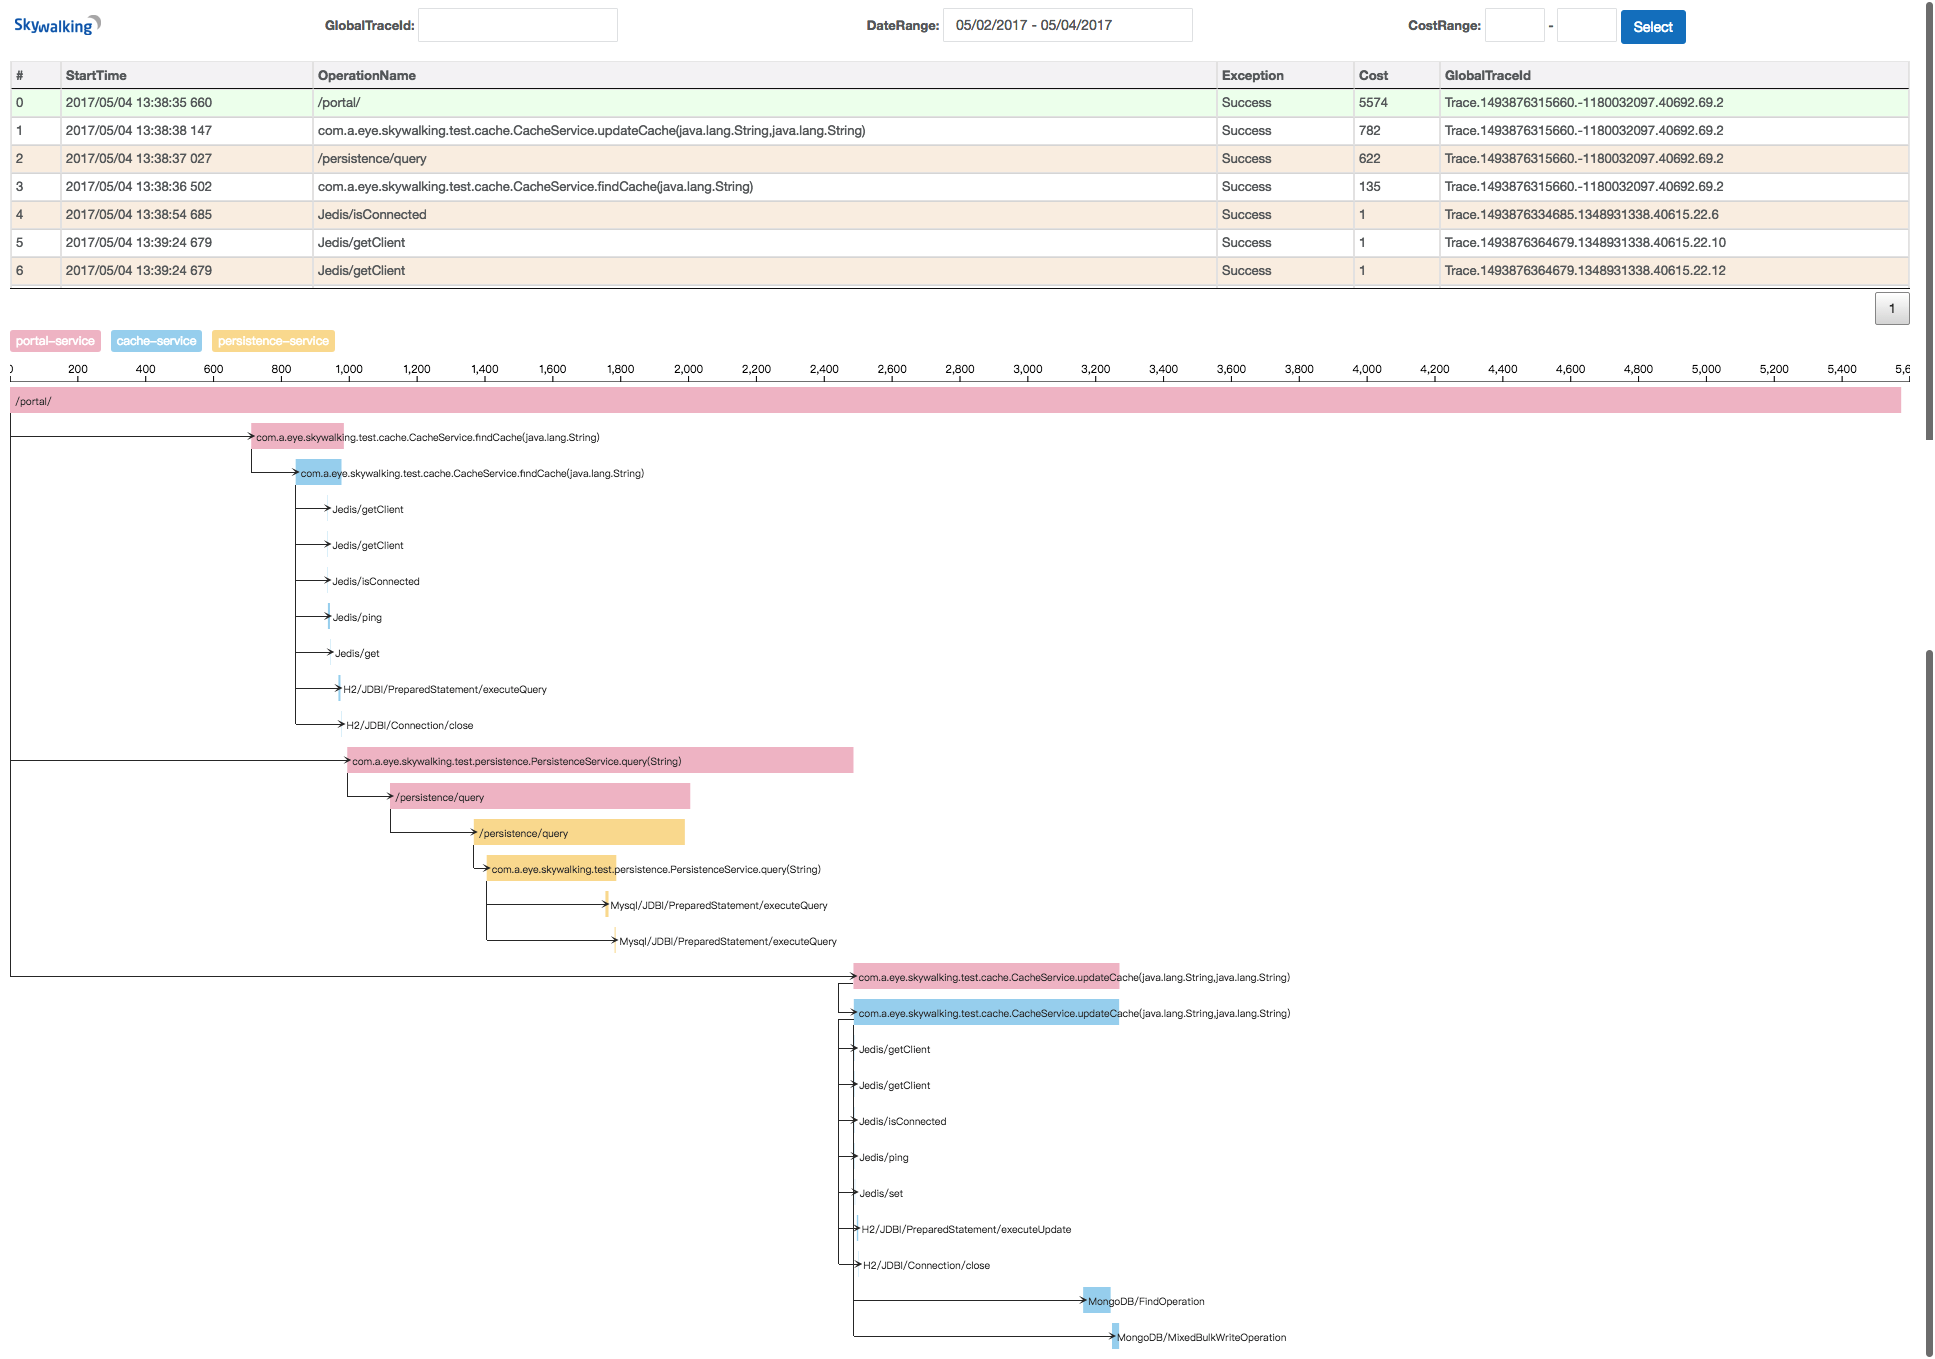 Skywalking GlobalTraceId: DateRange: 05/02/2017 - 05/04/2017 CostRange: - Select
# StartTime OperationName Exception Cost GlobalTraceId
0 2017/05/04 13:38:35 660 /portal/ Success 5574 Trace.1493876315660.-1180032097.40692.69.2
1 2017/05/04 13:38:38 147 com.a.eye.skywalking.test.cache.CacheService.updateCache(java.lang.String,java.lang.String) Success 782 Trace.1493876315660.-1180032097.40692.69.2
2 2017/05/04 13:38:37 027 /persistence/query Success 622 Trace.1493876315660.-1180032097.40692.69.2
3 2017/05/04 13:38:36 502 com.a.eye.skywalking.test.cache.CacheService.findCache(java.lang.String) Success 135 Trace.1493876315660.-1180032097.40692.69.2
4 2017/05/04 13:38:54 685 Jedis/isConnected Success 1 Trace.1493876334685.1348931338.40615.22.6
5 2017/05/04 13:39:24 679 Jedis/getClient Success 1 Trace.1493876364679.1348931338.40615.22.10
6 2017/05/04 13:39:24 679 Jedis/getClient Success 1 Trace.1493876364679.1348931338.40615.22.12
1
portal-service cache-service persistence-service
200 400 600 800 1,000 1,200 1,400 1,600 1,800 2,000 2,200 2,400 2,600 2,800 3,000 3,200 3,400 3,600 3,800 4,000 4,200 4,400 4,600 4,800 5,000 5,200 5,400
/portal/
com.a.eye.skywalking.test.cache.CacheService.findCache(java.lang.String)
com.a.eye.skywalking.test.cache.CacheService.findCache(java.lang.String)
Jedis/getClient
Jedis/getClient
Jedis/isConnected
Jedis/ping
Jedis/get
H2/JDBI/PreparedStatement/executeQuery
H2/JDBI/Connection/close
com.a.eye.skywalking.test.persistence.PersistenceService.query(String)
/persistence/query
/persistence/query
com.a.eye.skywalking.test.persistence.PersistenceService.query(String)
Mysql/JDBI/PreparedStatement/executeQuery
Mysql/JDBI/PreparedStatement/executeQuery
com.a.eye.skywalking.test.cache.CacheService.updateCache(java.lang.String,java.lang.String)
com.a.eye.skywalking.test.cache.CacheService.updateCache(java.lang.String,java.lang.String)
Jedis/getClient
Jedis/getClient
Jedis/isConnected
Jedis/ping
Jedis/set
H2/JDBI/PreparedStatement/executeUpdate
H2/JDBI/Connection/close
MongoDB/FindOperation
MongoDB/MixedBulkWriteOperation